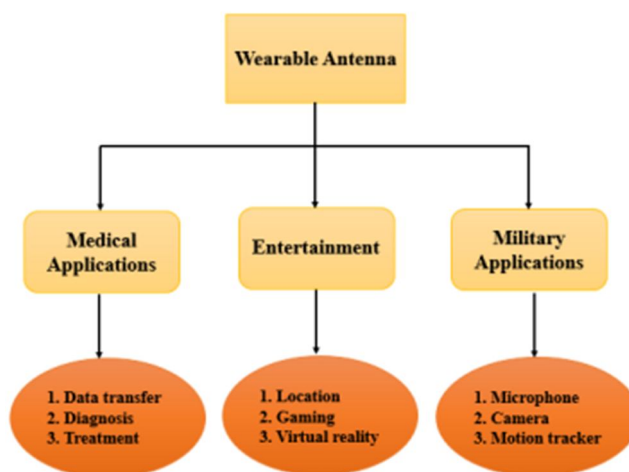 Wearable Antenna
Medical
Applications
Entertainment
Military
Applications
1. Data transfer
2. Diagnosis
3. Treatment
1. Location
2. Gaming
3. Virtual reality
1. Microphone
2. Camera
3. Motion tracker